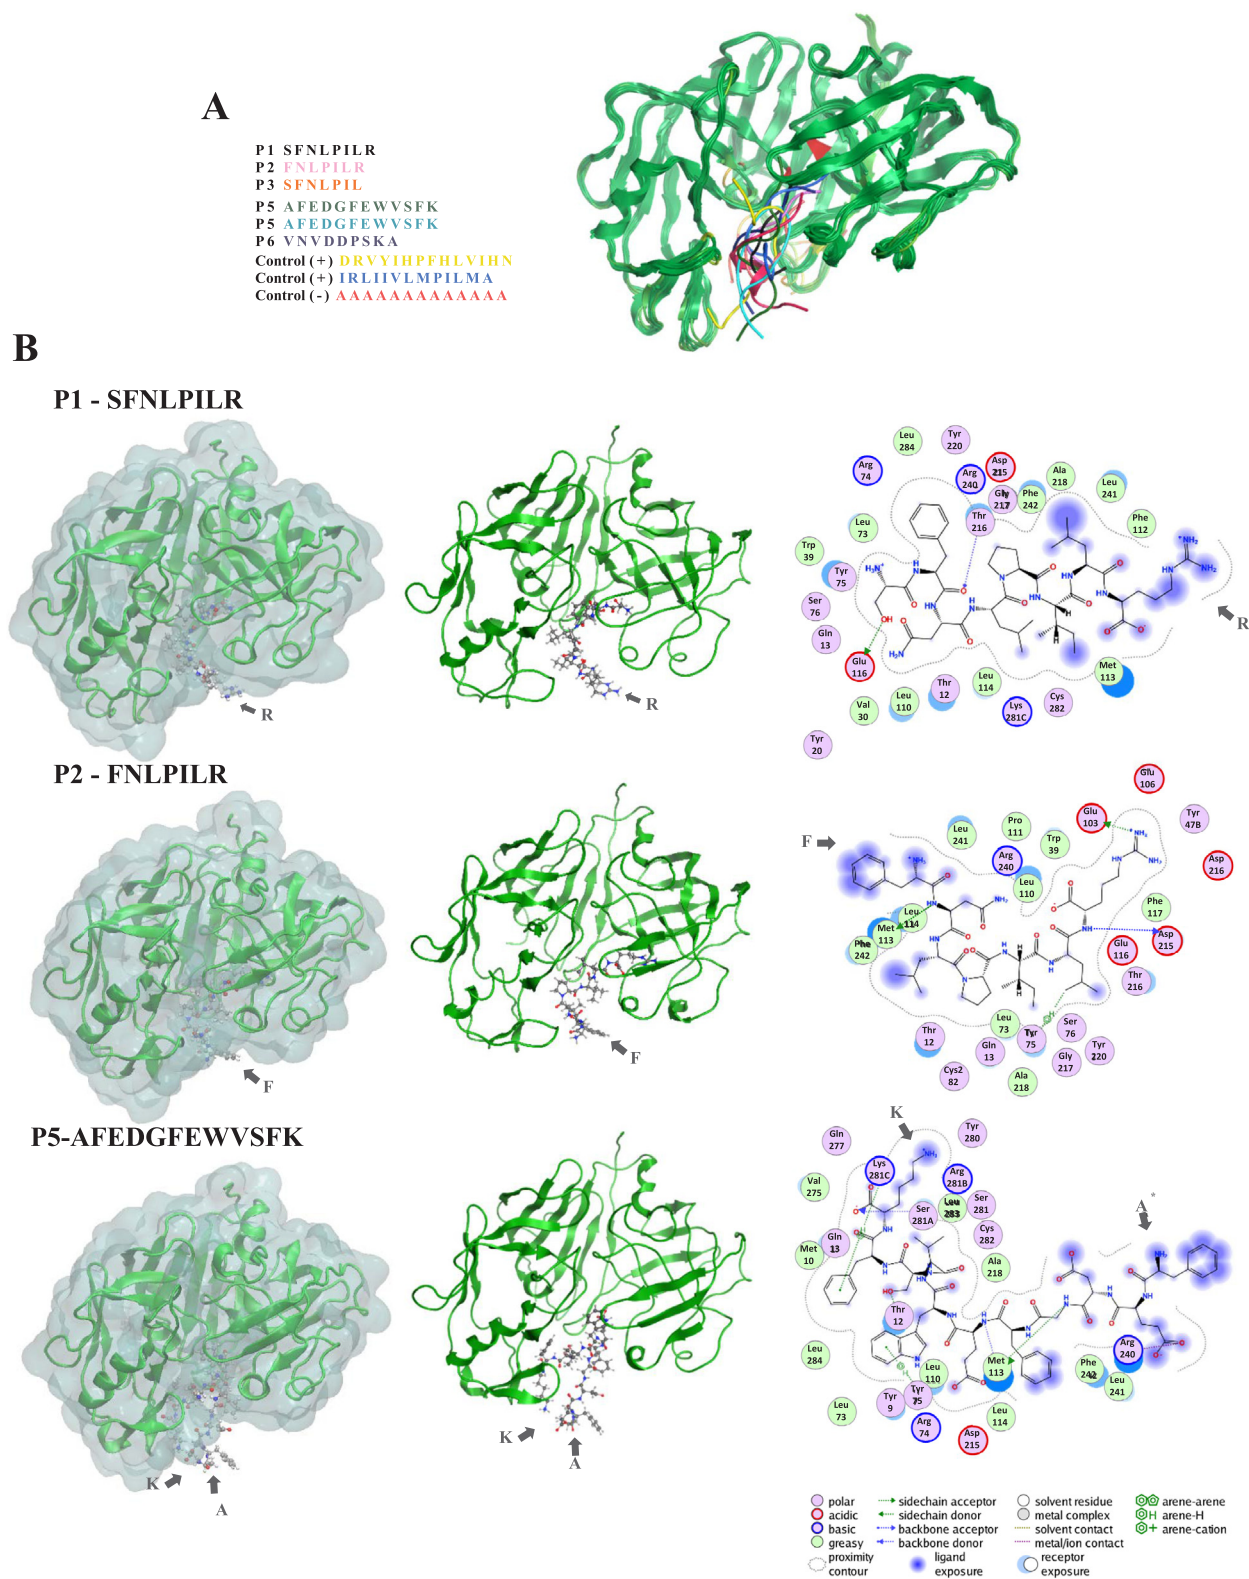 A
P1 SFNLPILR
P2 FNLPILR
P3 SFNLPIL
P5 AFEDGFEWVSFK
P5 AFEDGFEWVSFK
P6 VNVDDPSKA
Control (+) DRVYIHPFHLVIHN
Control (+) IRLIIVLMPILMA
Control (-) AAAAAAAAAAAAA
B
P1 - SFNLPILR
R
R
Leu 284
Tyr 220
Arg 74
Arg 240
Asp 215
Gly 217
Phe 242
Ala 218
Leu 241
Phe 112
Thr 216
Leu 73
Trp 39
Tyr 75
Ser 76
Gln 13
Glu 116
Val 30
Leu 110
Thr 12
Leu 114
Lys 281C
Cys 282
Met 113
Tyr 20
H₃N⁺
NH
O
OH
H₂N
HN
N
H
O⁻
NH₂
NH₂
R
P2 - FNLPILR
F
F
F
Glu 106
Glu 103
Tyr 47B
Pro 111
Leu 241
Trp 39
Arg 240
Leu 110
Asp 216
Phe 117
Leu 114
Met 113
Phe 242
Glu 116
Asp 215
Thr 216
Leu 73
Thr 12
Gln 13
Tyr 75
Ser 76
Gly 217
Tyr 220
Cys2 82
Ala 218
P5-AFEDGFEWVSFK
K
A
K
A
K
A*
Gln 277
Tyr 280
Lys 281C
Arg 281B
Val 275
Ser 281A
Ser 281
Cys 282
Met 10
Gln 13
Ala 218
Thr 12
Leu 284
Leu 110
Met 113
Phe 242
Arg 240
Leu 241
Tyr 9
Tyr 75
Leu 73
Arg 74
Leu 114
Asp 215
polar
acidic
basic
greasy
proximity contour
sidechain acceptor
sidechain donor
backbone acceptor
backbone donor
ligand exposure
solvent residue
metal complex
solvent contact
metal/ion contact
receptor exposure
arene-arene
H arene-H
+ arene-cation